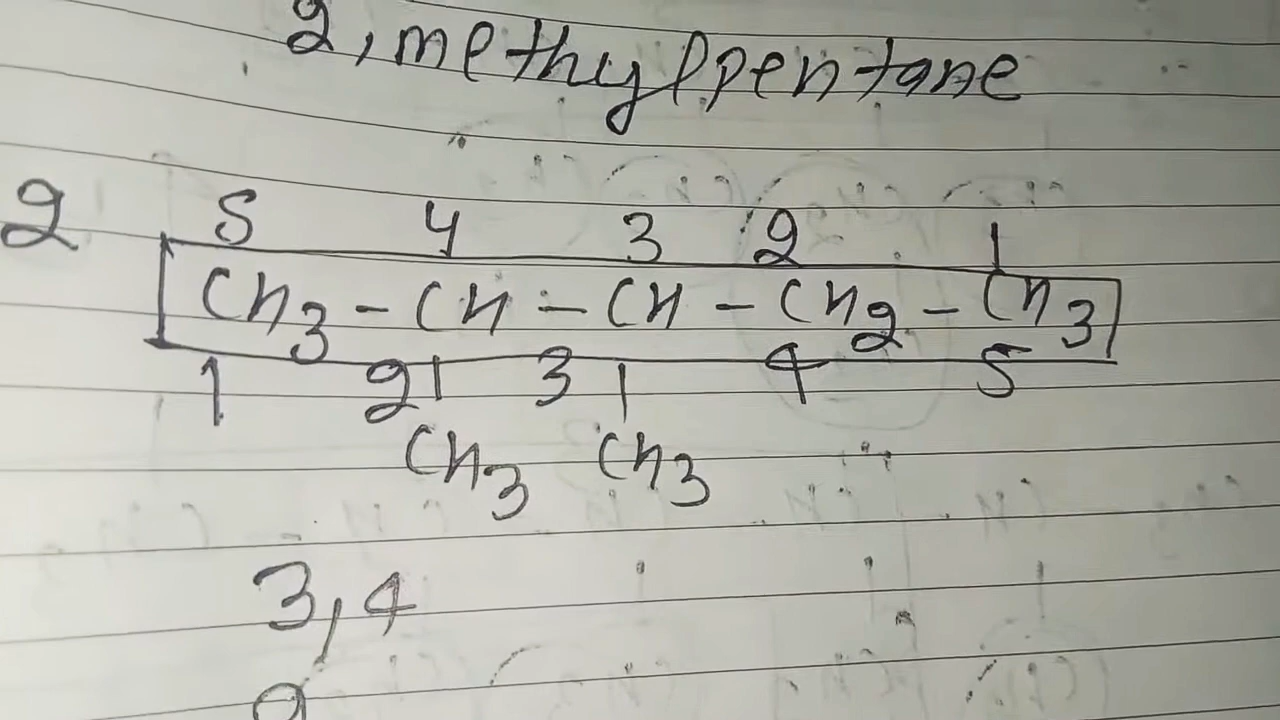 2, methylpentane
2 5 4 3 2 1
CH3 - CH - CH - CH2 - CH3
1 2 3 4 5
CH3 CH3
3,4